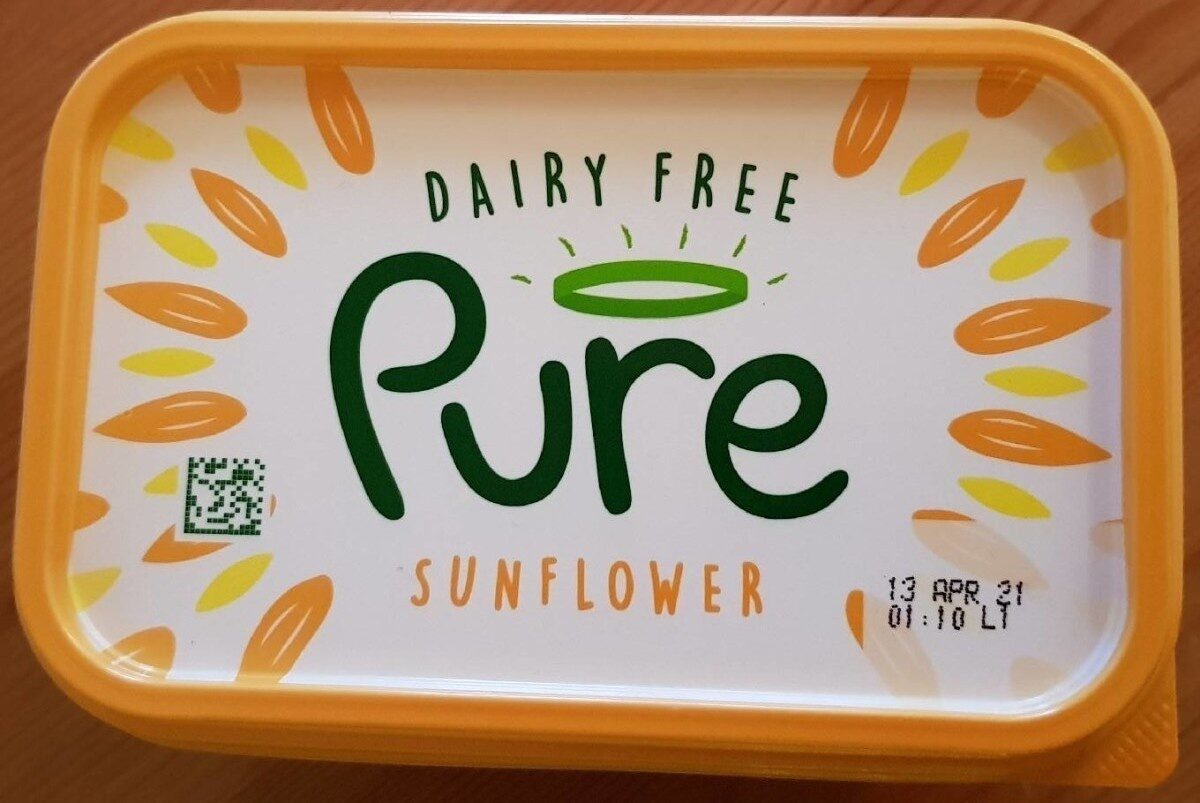 DAIRY FREE
Pure
SUNFLOWER
13 APR 21
01:10 LT